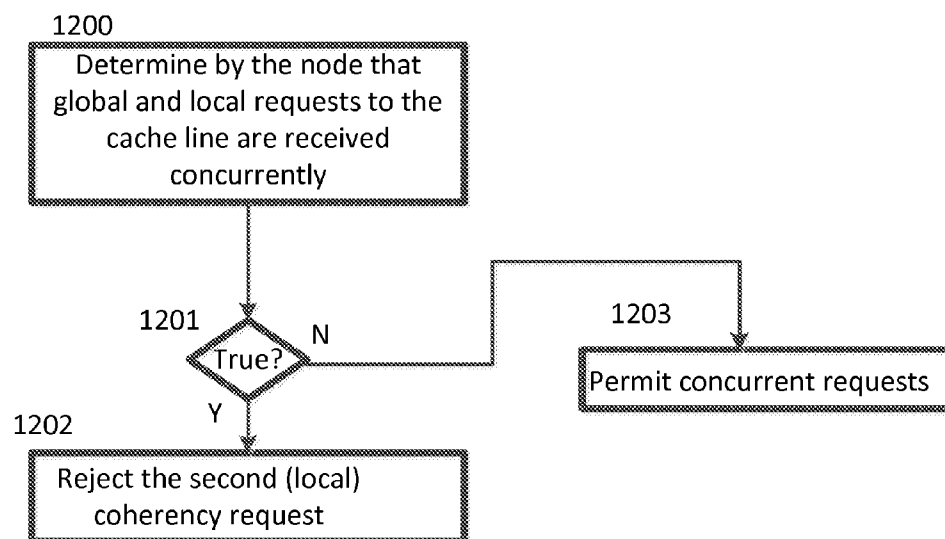 1200
Determine by the node that
global and local requests to the
cache line are received
concurrently
1201
N
True?
1203
Permit concurrent requests
Y
1202
Reject the second (local)
coherency request